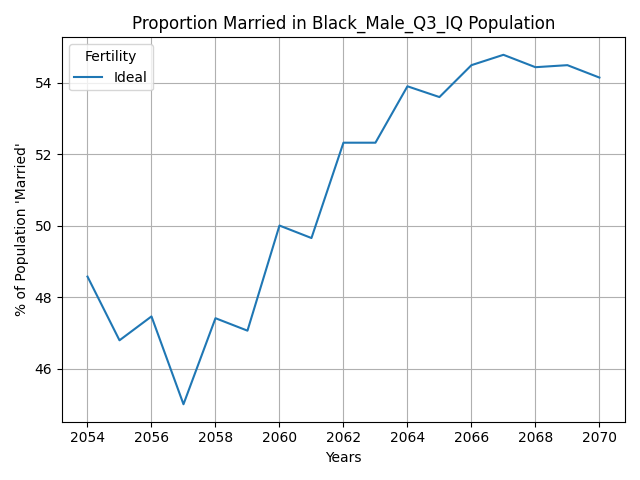 Proportion Married in Black_Male_Q3_IQ Population
Fertility
Ideal
% of Population 'Married'
54
52
50
48
46
2054 2056 2058 2060 2062 2064 2066 2068 2070
Years